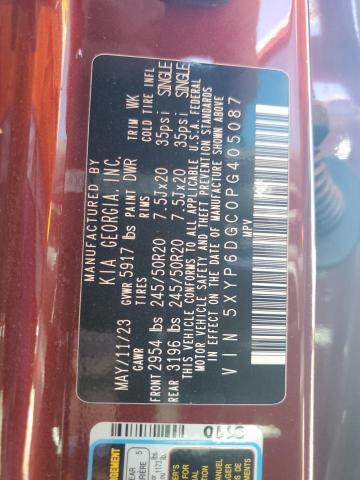 MANUFACTURED BY
KIA GEORGIA, INC.
MAY/11/23 GVWR 5917 lbs PAINT DWR TRIM WK
GAWR TIRES RIMS COLD TIRE INFL
FRONT 2954 lbs 245/50R20 7.5Jx20 35psi SINGLE
REAR 3196 lbs 245/50R20 7.5Jx20 35psi SINGLE
THIS VEHICLE CONFORMS TO ALL APPLICABLE U.S.A. FEDERAL
MOTOR VEHICLE SAFETY AND THEFT PREVENTION STANDARDS
IN EFFECT ON THE DATE OF MANUFACTURE SHOWN ABOVE
VIN 5XYP6DGC0PG405087
MPV